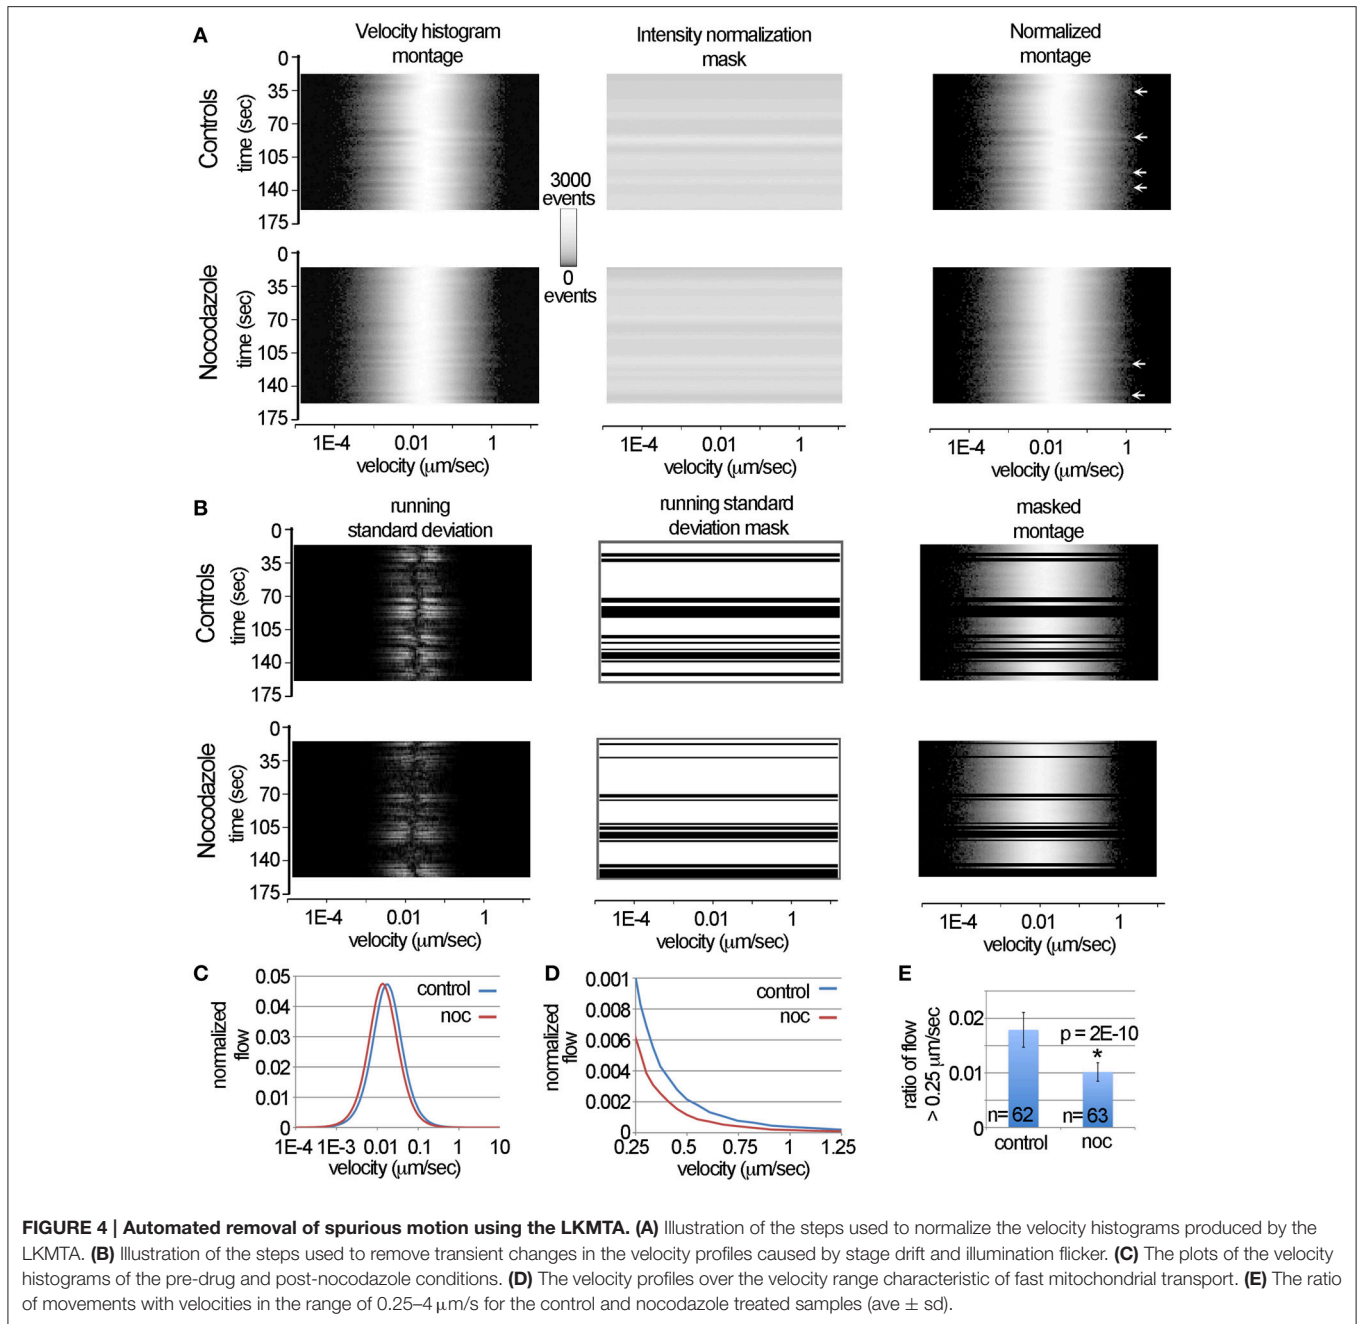 A
Velocity histogram
montage
Intensity normalization
mask
Normalized
montage
Controls
time (sec)
0
35
70
105
140
175
3000
events
0
events
Nocodazole
time (sec)
0
35
70
105
140
175
1E-4 0.01 1
velocity (μm/sec)
1E-4 0.01 1
velocity (μm/sec)
1E-4 0.01 1
velocity (μm/sec)
B
running
standard deviation
running standard
deviation mask
masked
montage
Controls
time (sec)
0
35
70
105
140
175
Nocodazole
time (sec)
0
35
70
105
140
175
1E-4 0.01 1
velocity (μm/sec)
1E-4 0.01 1
velocity (μm/sec)
1E-4 0.01 1
velocity (μm/sec)
C
normalized
flow
0.05
0.04
0.03
0.02
0.01
0
control
noc
1E-4 1E-3 0.01 0.1 1 10
velocity (μm/sec)
D
normalized
flow
0.001
0.008
0.006
0.004
0.002
0
control
noc
0.25 0.5 0.75 1 1.25
velocity (μm/sec)
E
ratio of flow
> 0.25 μm/sec
0.02
0.01
0
p = 2E-10
*
n= 62
n= 63
control noc
FIGURE 4 | Automated removal of spurious motion using the LKMTA. (A) Illustration of the steps used to normalize the velocity histograms produced by the
LKMTA. (B) Illustration of the steps used to remove transient changes in the velocity profiles caused by stage drift and illumination flicker. (C) The plots of the velocity
histograms of the pre-drug and post-nocodazole conditions. (D) The velocity profiles over the velocity range characteristic of fast mitochondrial transport. (E) The ratio
of movements with velocities in the range of 0.25–4 μm/s for the control and nocodazole treated samples (ave ± sd).